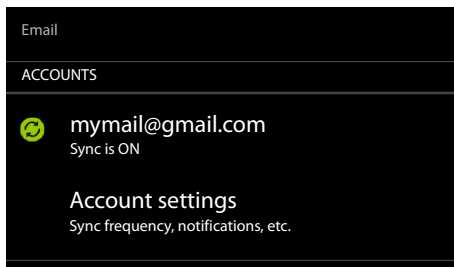 Email
ACCOUNTS
mymail@gmail.com
Sync is ON
Account settings
Sync frequency, notifications, etc.